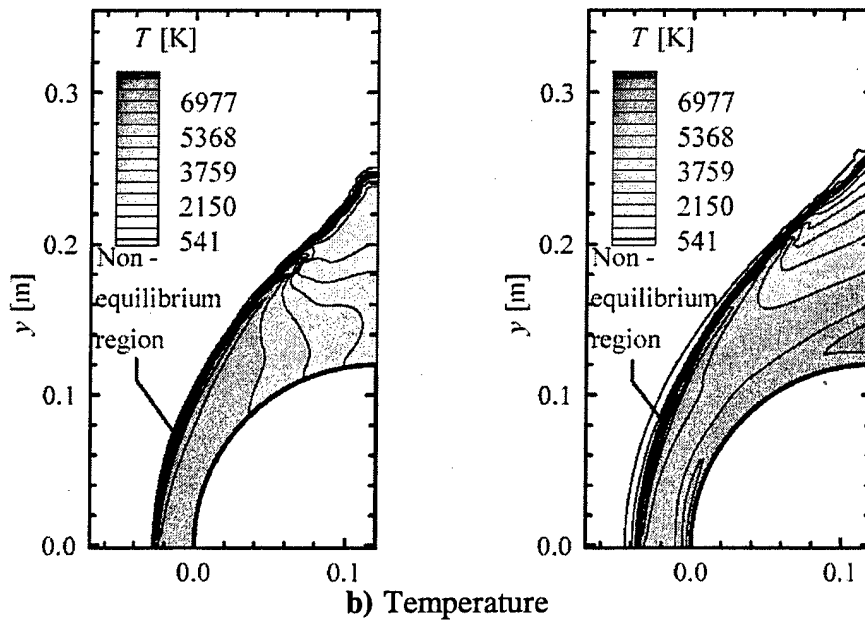 T [K]
6977
5368
3759
2150
541
Non -
equilibrium
region
y [m]
0.3
0.2
0.1
0.0
0.0
0.1
T [K]
6977
5368
3759
2150
541
Non -
equilibrium
region
y [m]
0.3
0.2
0.1
0.0
0.0
0.1
b) Temperature